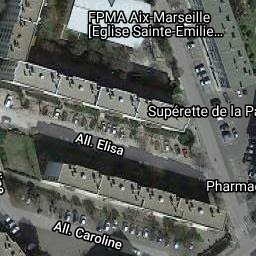 FPMA Aix-Marseille
[Eglise Sainte-Emilie...
Supérette de la Pa
All. Elisa
Pharmac
All. Caroline